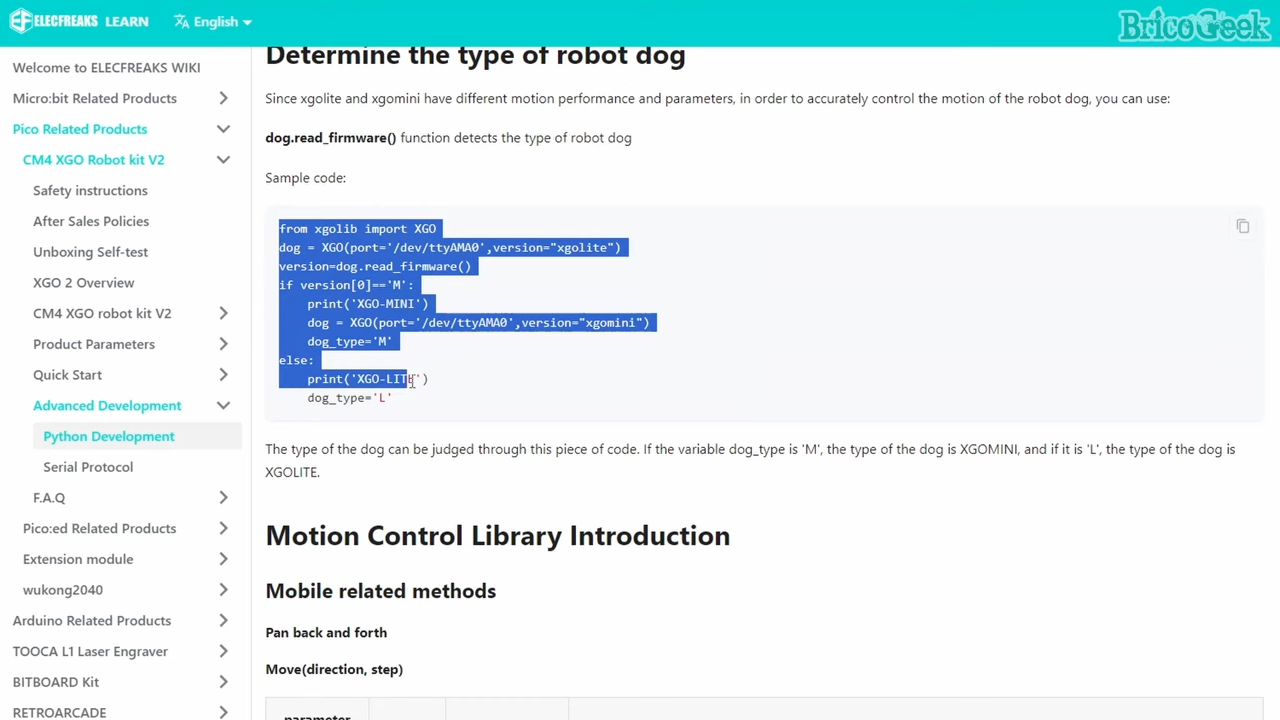 ELECFREAKS LEARN
English
BricoGeek
Welcome to ELECFREAKS WIKI
Micro:bit Related Products
Pico Related Products
CM4 XGO Robot kit V2
Safety instructions
After Sales Policies
Unboxing Self-test
XGO 2 Overview
CM4 XGO robot kit V2
Product Parameters
Quick Start
Advanced Development
Python Development
Serial Protocol
F.A.Q
Pico:ed Related Products
Extension module
wukong2040
Arduino Related Products
TOOCA L1 Laser Engraver
BITBOARD Kit
RETROARCADE
Determine the type of robot dog
Since xgolite and xgomini have different motion performance and parameters, in order to accurately control the motion of the robot dog, you can use:
dog.read_firmware() function detects the type of robot dog
Sample code:
from xgolib import XGO
dog = XGO(port='/dev/ttyAMA0',version="xgolite")
version=dog.read_firmware()
if version[0]=='M':
    print('XGO-MINI')
    dog = XGO(port='/dev/ttyAMA0',version="xgomini")
    dog_type='M'
else:
    print('XGO-LITE')
    dog_type='L'
The type of the dog can be judged through this piece of code. If the variable dog_type is 'M', the type of the dog is XGOMINI, and if it is 'L', the type of the dog is
XGOLITE.
Motion Control Library Introduction
Mobile related methods
Pan back and forth
Move(direction, step)
parameter